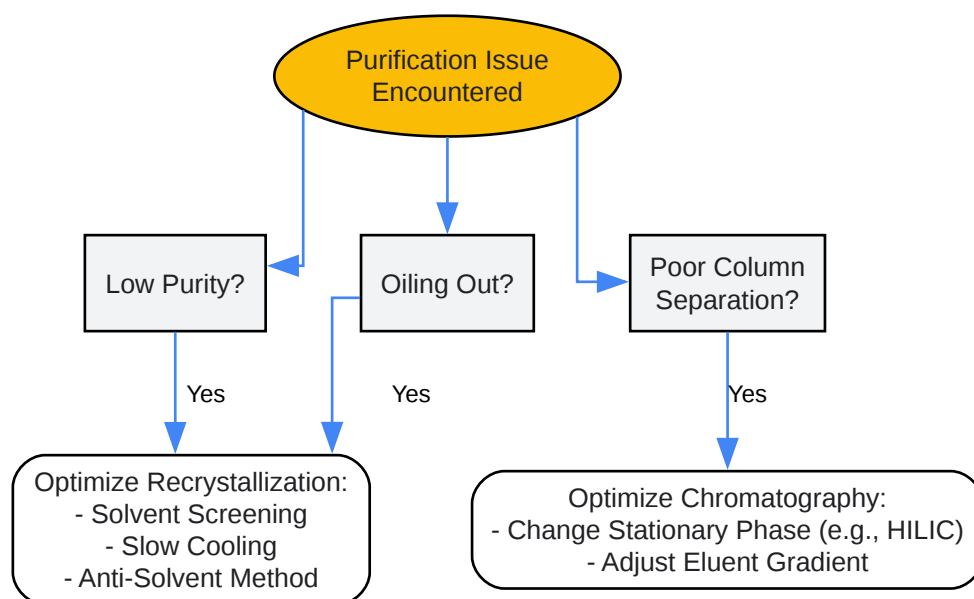 Purification Issue
Encountered
Low Purity?
Oiling Out?
Poor Column
Separation?
Yes
Yes
Yes
Optimize Recrystallization:
- Solvent Screening
- Slow Cooling
- Anti-Solvent Method
Optimize Chromatography:
- Change Stationary Phase (e.g., HILIC)
- Adjust Eluent Gradient